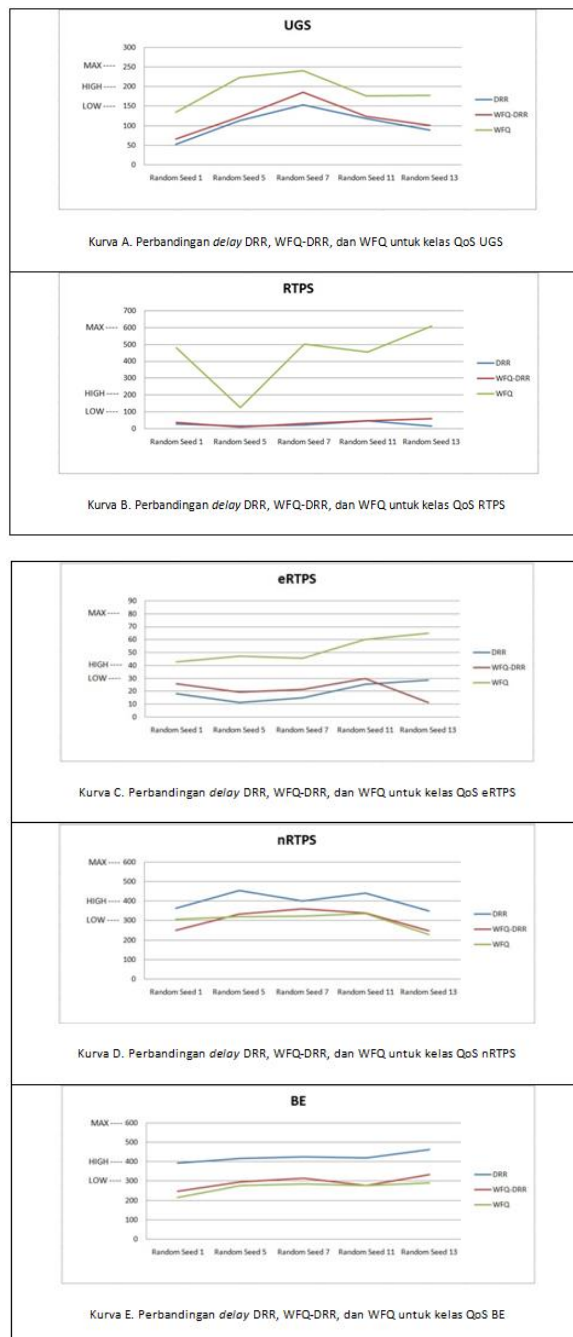 UGS
300
MAX ----
250
HIGH ----
200
LOW ----
150
100
50
0
DRR
WFQ-DRR
WFQ
Random Seed 1 Random Seed 5 Random Seed 7 Random Seed 11 Random Seed 13
Kurva A. Perbandingan delay DRR, WFQ-DRR, dan WFQ untuk kelas QoS UGS
RTPS
700
MAX ----
600
500
400
300
HIGH ----
200
LOW ----
100
0
DRR
WFQ-DRR
WFQ
Random Seed 1 Random Seed 5 Random Seed 7 Random Seed 11 Random Seed 13
Kurva B. Perbandingan delay DRR, WFQ-DRR, dan WFQ untuk kelas QoS RTPS
eRTPS
90
MAX ----
80
70
60
50
HIGH ----
40
LOW ----
30
20
10
0
DRR
WFQ-DRR
WFQ
Random Seed 1 Random Seed 5 Random Seed 7 Random Seed 11 Random Seed 13
Kurva C. Perbandingan delay DRR, WFQ-DRR, dan WFQ untuk kelas QoS eRTPS
nRTPS
MAX ---- 600
500
HIGH ---- 400
LOW ---- 300
200
100
0
DRR
WFQ-DRR
WFQ
Random Seed 1 Random Seed 5 Random Seed 7 Random Seed 11 Random Seed 13
Kurva D. Perbandingan delay DRR, WFQ-DRR, dan WFQ untuk kelas QoS nRTPS
BE
MAX ---- 600
500
HIGH ---- 400
LOW ---- 300
200
100
0
DRR
WFQ-DRR
WFQ
Random Seed 1 Random Seed 5 Random Seed 7 Random Seed 11 Random Seed 13
Kurva E. Perbandingan delay DRR, WFQ-DRR, dan WFQ untuk kelas QoS BE